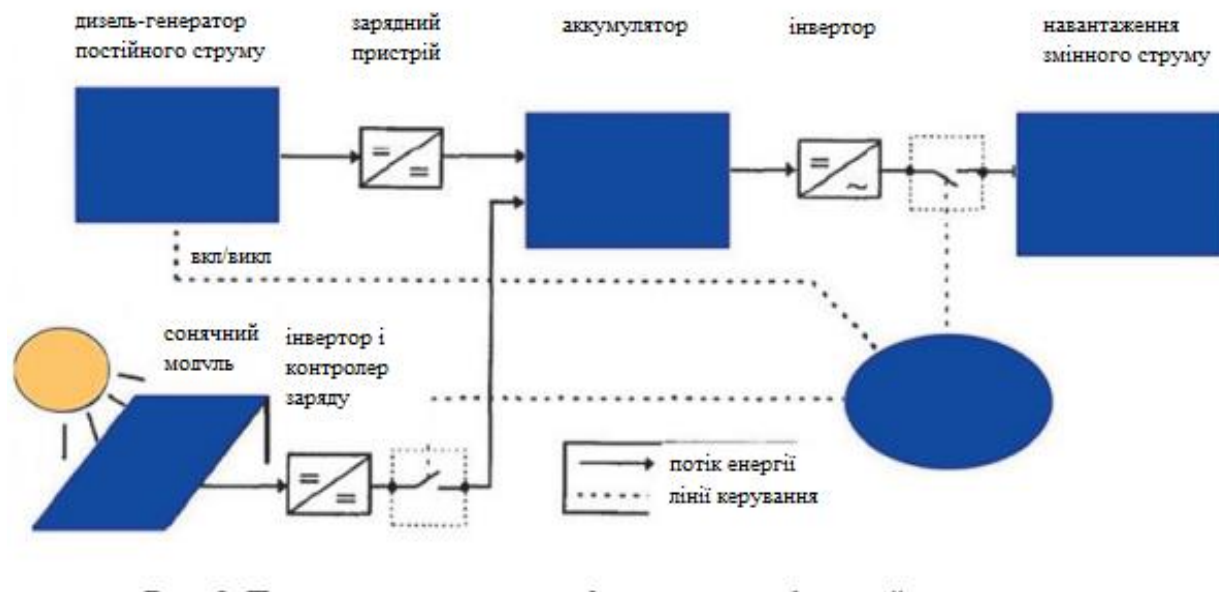 дизель-генератор
постійного струму
зарядний
пристрій
аккумулятор
інвертор
навантаження
змінного струму
вкл/викл
сонячний
модуль
інвертор і
контролер
заряду
потік енергії
лінії керування